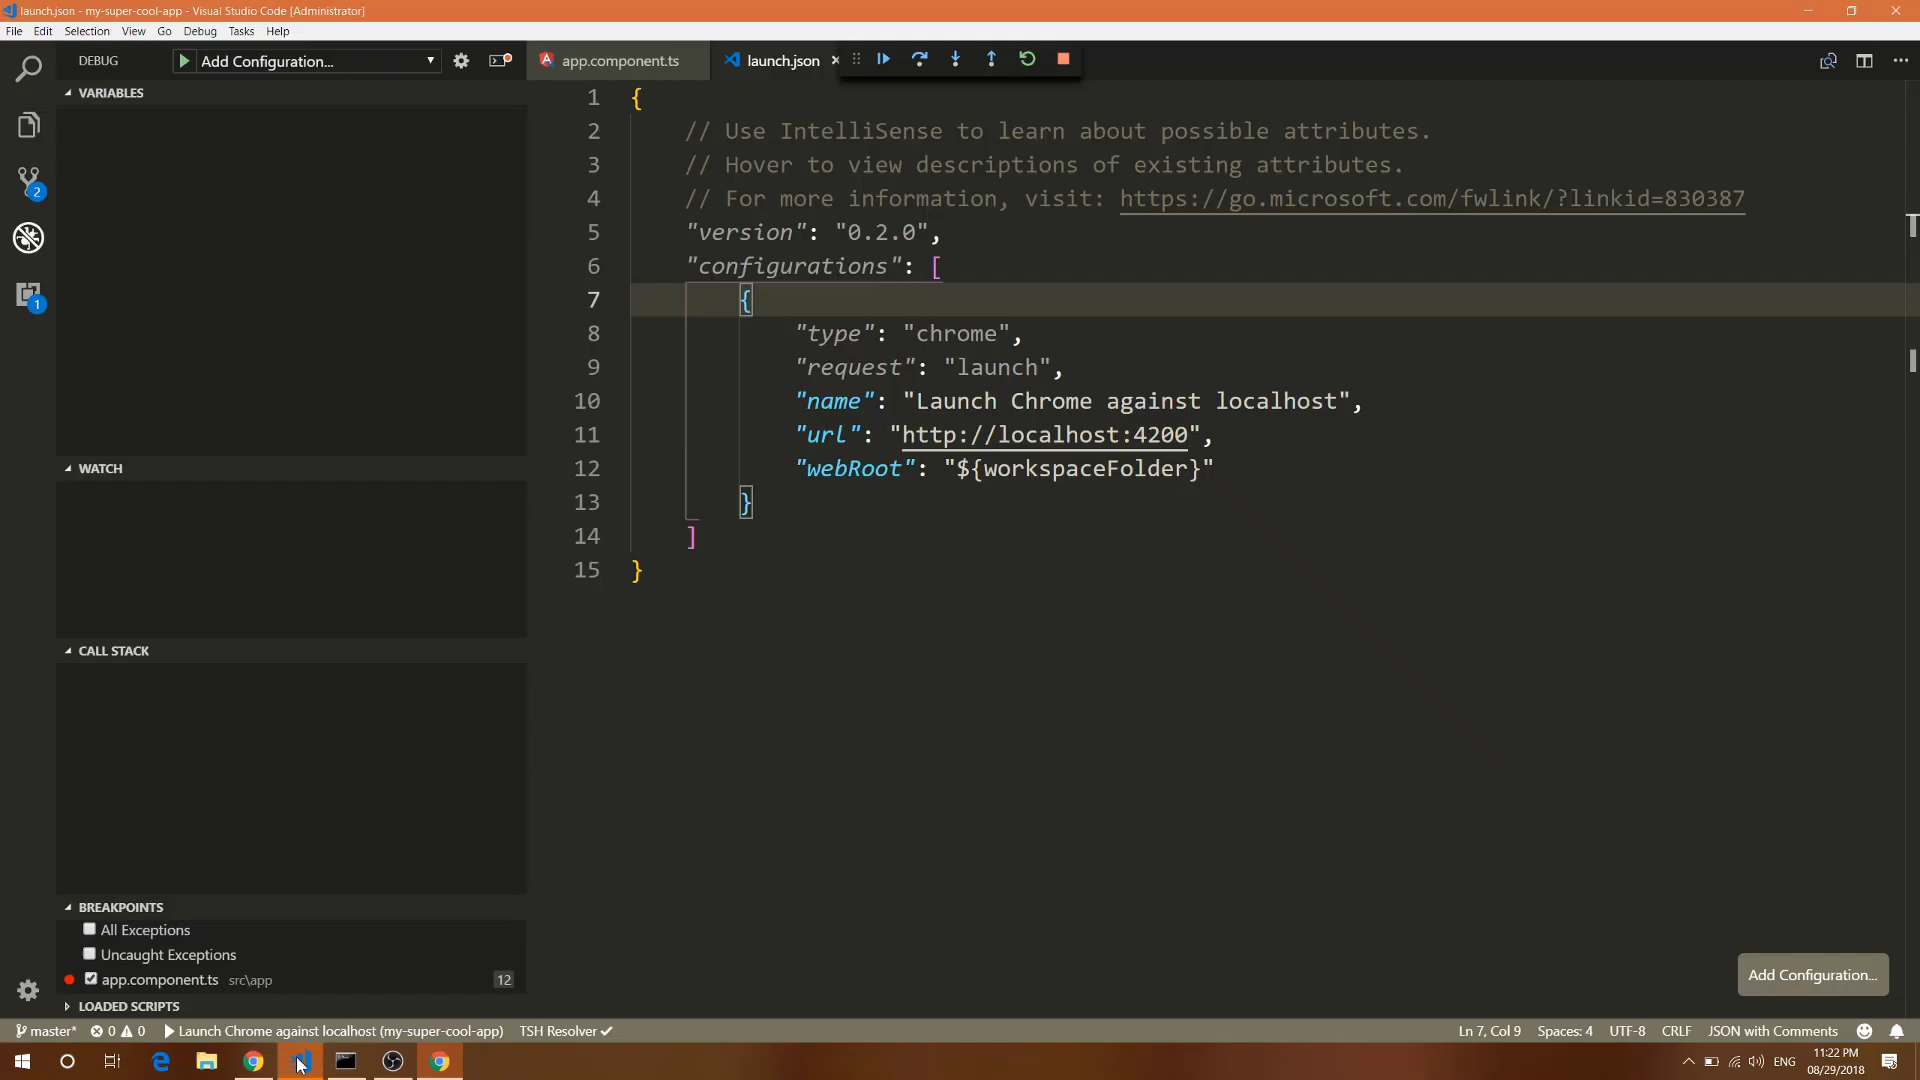 launch.json - my-super-cool-app - Visual Studio Code [Administrator]
File Edit Selection View Go Debug Tasks Help
DEBUG Add Configuration... app.component.ts launch.json
VARIABLES
1 {
2 // Use IntelliSense to learn about possible attributes.
3 // Hover to view descriptions of existing attributes.
4 // For more information, visit: https://go.microsoft.com/fwlink/?linkid=830387
5 "version": "0.2.0",
6 "configurations": [
7 {
8 "type": "chrome",
9 "request": "launch",
10 "name": "Launch Chrome against localhost",
11 "url": "http://localhost:4200",
12 "webRoot": "${workspaceFolder}"
13 }
14 ]
15 }
2
1
WATCH
CALL STACK
BREAKPOINTS
All Exceptions
Uncaught Exceptions
app.component.ts src\app 12
LOADED SCRIPTS
Add Configuration...
master* 0 0 Launch Chrome against localhost (my-super-cool-app) TSH Resolver Ln 7, Col 9 Spaces: 4 UTF-8 CRLF JSON with Comments
ENG 11:22 PM
08/29/2018